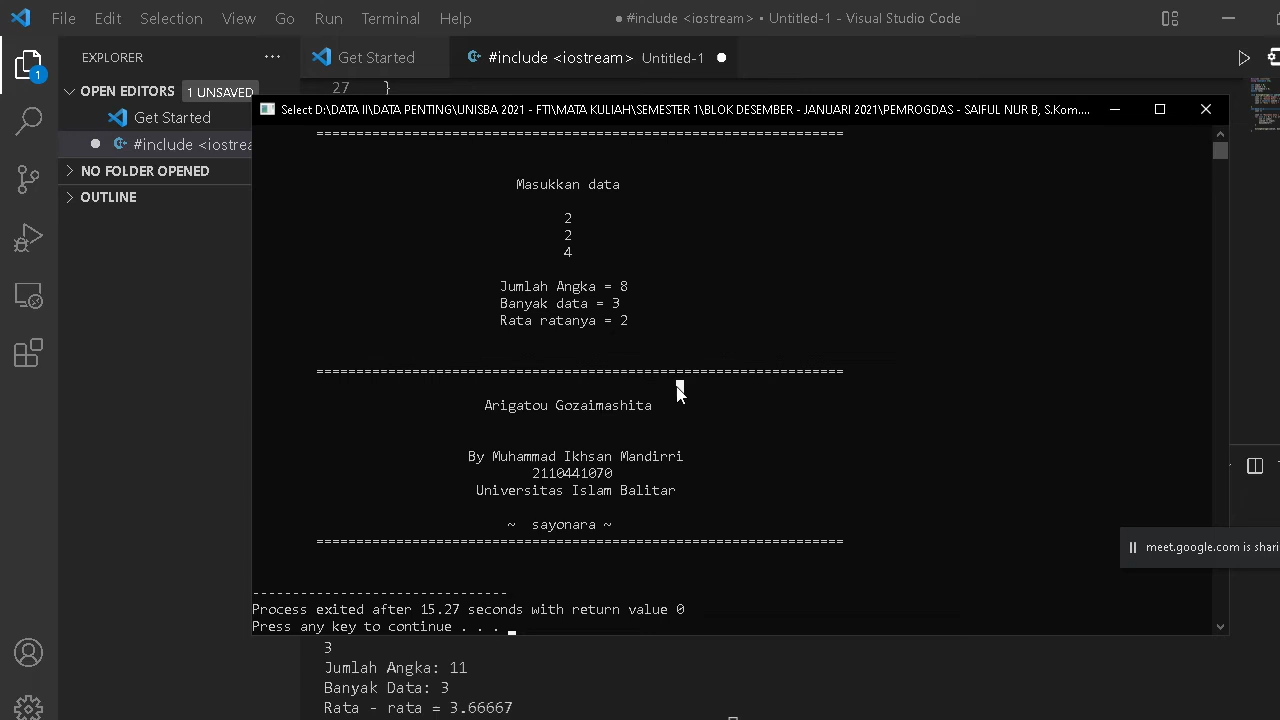 File Edit Selection View Go Run Terminal Help
#include <iostream> • Untitled-1 - Visual Studio Code
EXPLORER
Get Started
#include <iostream> Untitled-1
OPEN EDITORS
1 UNSAVED
1
27 }
Get Started
#include <iostrea
NO FOLDER OPENED
OUTLINE
Select D:\DATA II\DATA PENTING\UNISBA 2021 - FTI\MATA KULIAH\SEMESTER 1\BLOK DESEMBER - JANUARI 2021\PEMROGDAS - SAIFUL NUR B, S.Kom....
==================================================================
Masukkan data
2
2
4
Jumlah Angka = 8
Banyak data = 3
Rata ratanya = 2
==================================================================
Arigatou Gozaimashita
By Muhammad Ikhsan Mandirri
2110441070
Universitas Islam Balitar
~ sayonara ~
==================================================================
--------------------------------
Process exited after 15.27 seconds with return value 0
Press any key to continue . . .
meet.google.com is shari
3
Jumlah Angka: 11
Banyak Data: 3
Rata - rata = 3.66667